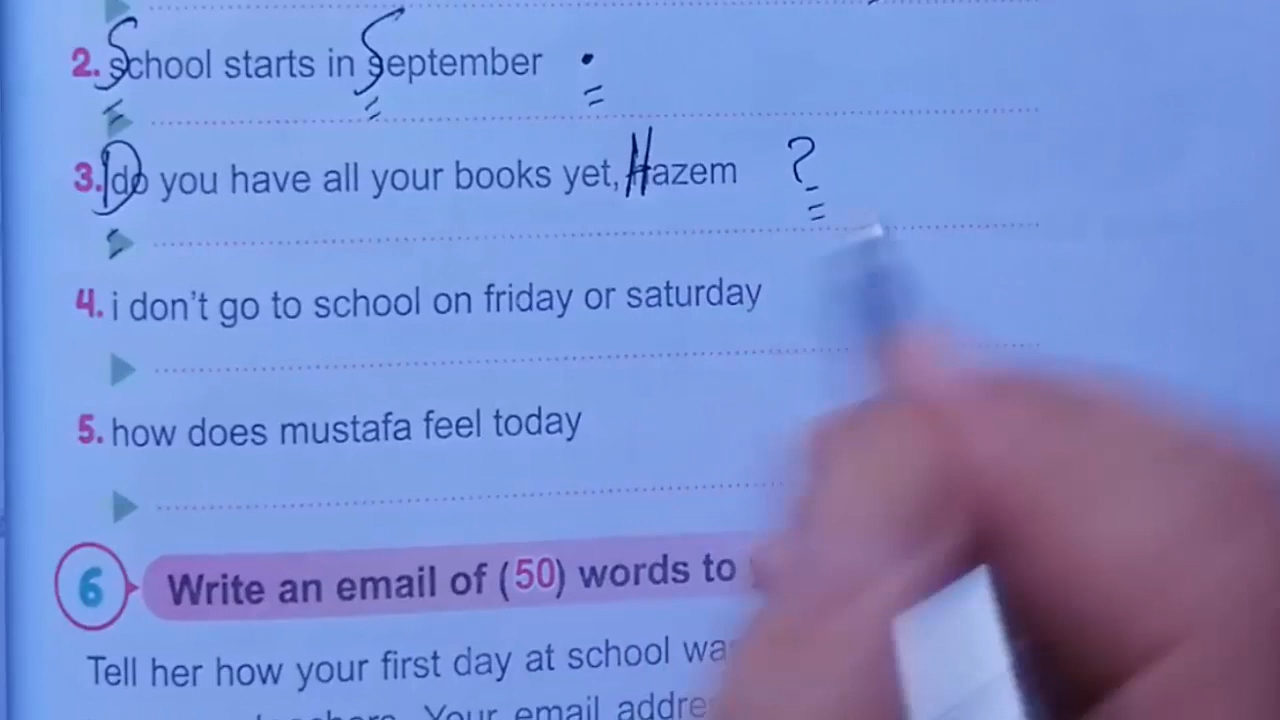 2. School starts in September .
3. Do you have all your books yet, Hazem ?
4. i don't go to school on friday or saturday
5. how does mustafa feel today
6 Write an email of (50) words to
Tell her how your first day at school
Your email